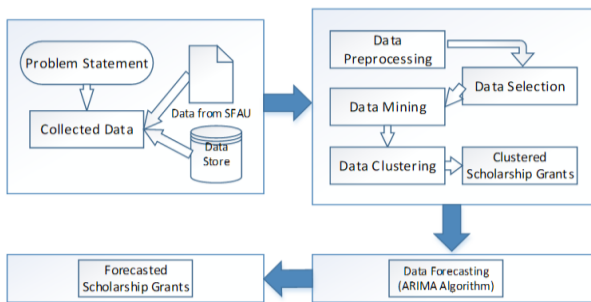 Problem Statement
Collected Data
Data from SFAU
Data
Store
Data
Preprocessing
Data Selection
Data Mining
Data Clustering
Clustered
Scholarship Grants
Data Forecasting
(ARIMA Algorithm)
Forecasted
Scholarship Grants